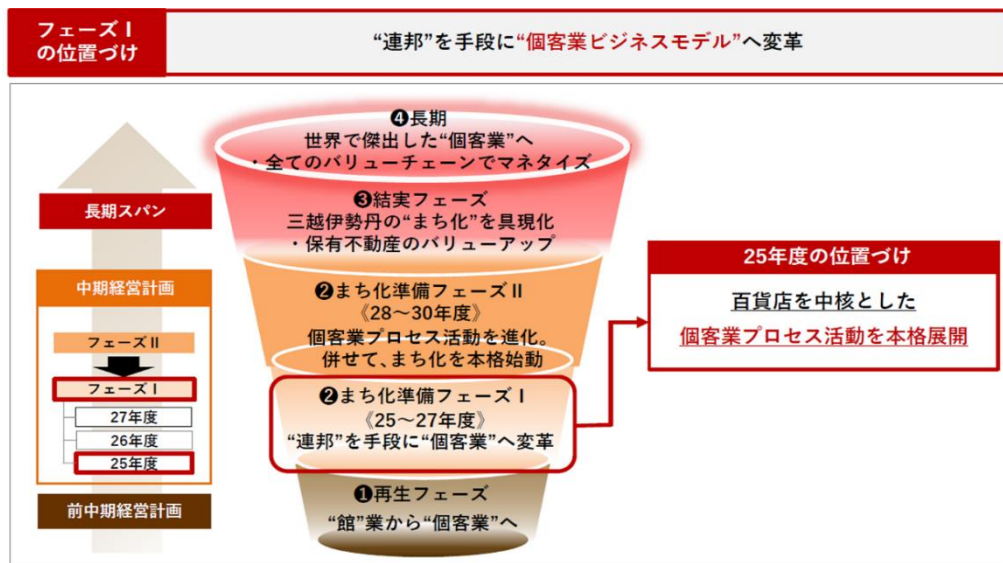 フェーズⅠ
の位置づけ
“連邦”を手段に“個客業ビジネスモデル”へ変革
長期スパン
中期経営計画
フェーズⅡ
フェーズⅠ
27年度
26年度
25年度
前中期経営計画
❹長期
世界で傑出した“個客業”へ
・全てのバリューチェーンでマネタイズ
❸結実フェーズ
三越伊勢丹の“まち化”を具現化
・保有不動産のバリューアップ
❷まち化準備フェーズⅡ
《28～30年度》
個客業プロセス活動を進化。
併せて、まち化を本格始動
❷まち化準備フェーズⅠ
《25～27年度》
“連邦”を手段に“個客業”へ変革
❶再生フェーズ
“館”業から“個客業”へ
25年度の位置づけ
百貨店を中核とした
個客業プロセス活動を本格展開